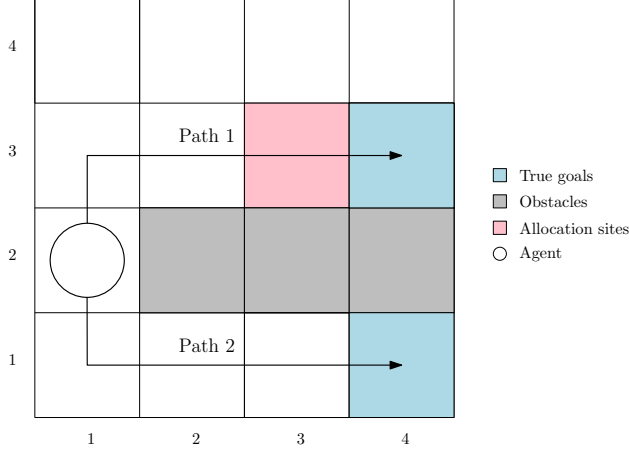 4
Path 1
3
True goals
Obstacles
Allocation sites
2
Agent
Path 2
1
1 2 3 4